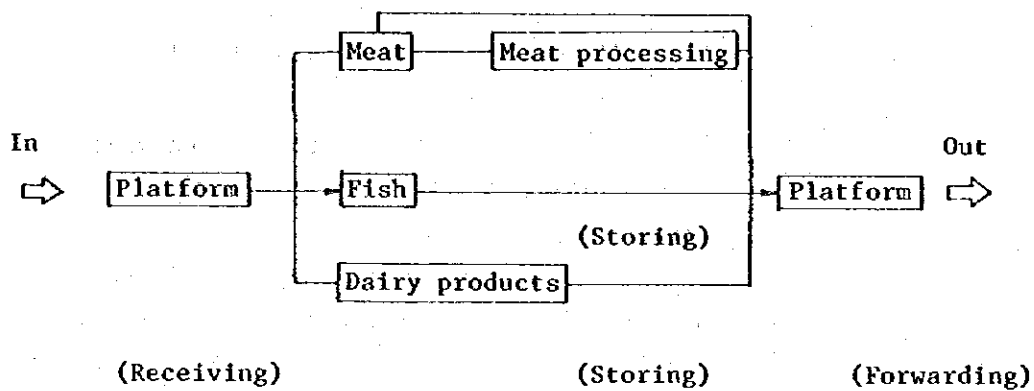 Meat
Meat processing
In
Out
Platform
Fish
Platform
(Storing)
Dairy products
(Receiving)
(Storing)
(Forwarding)